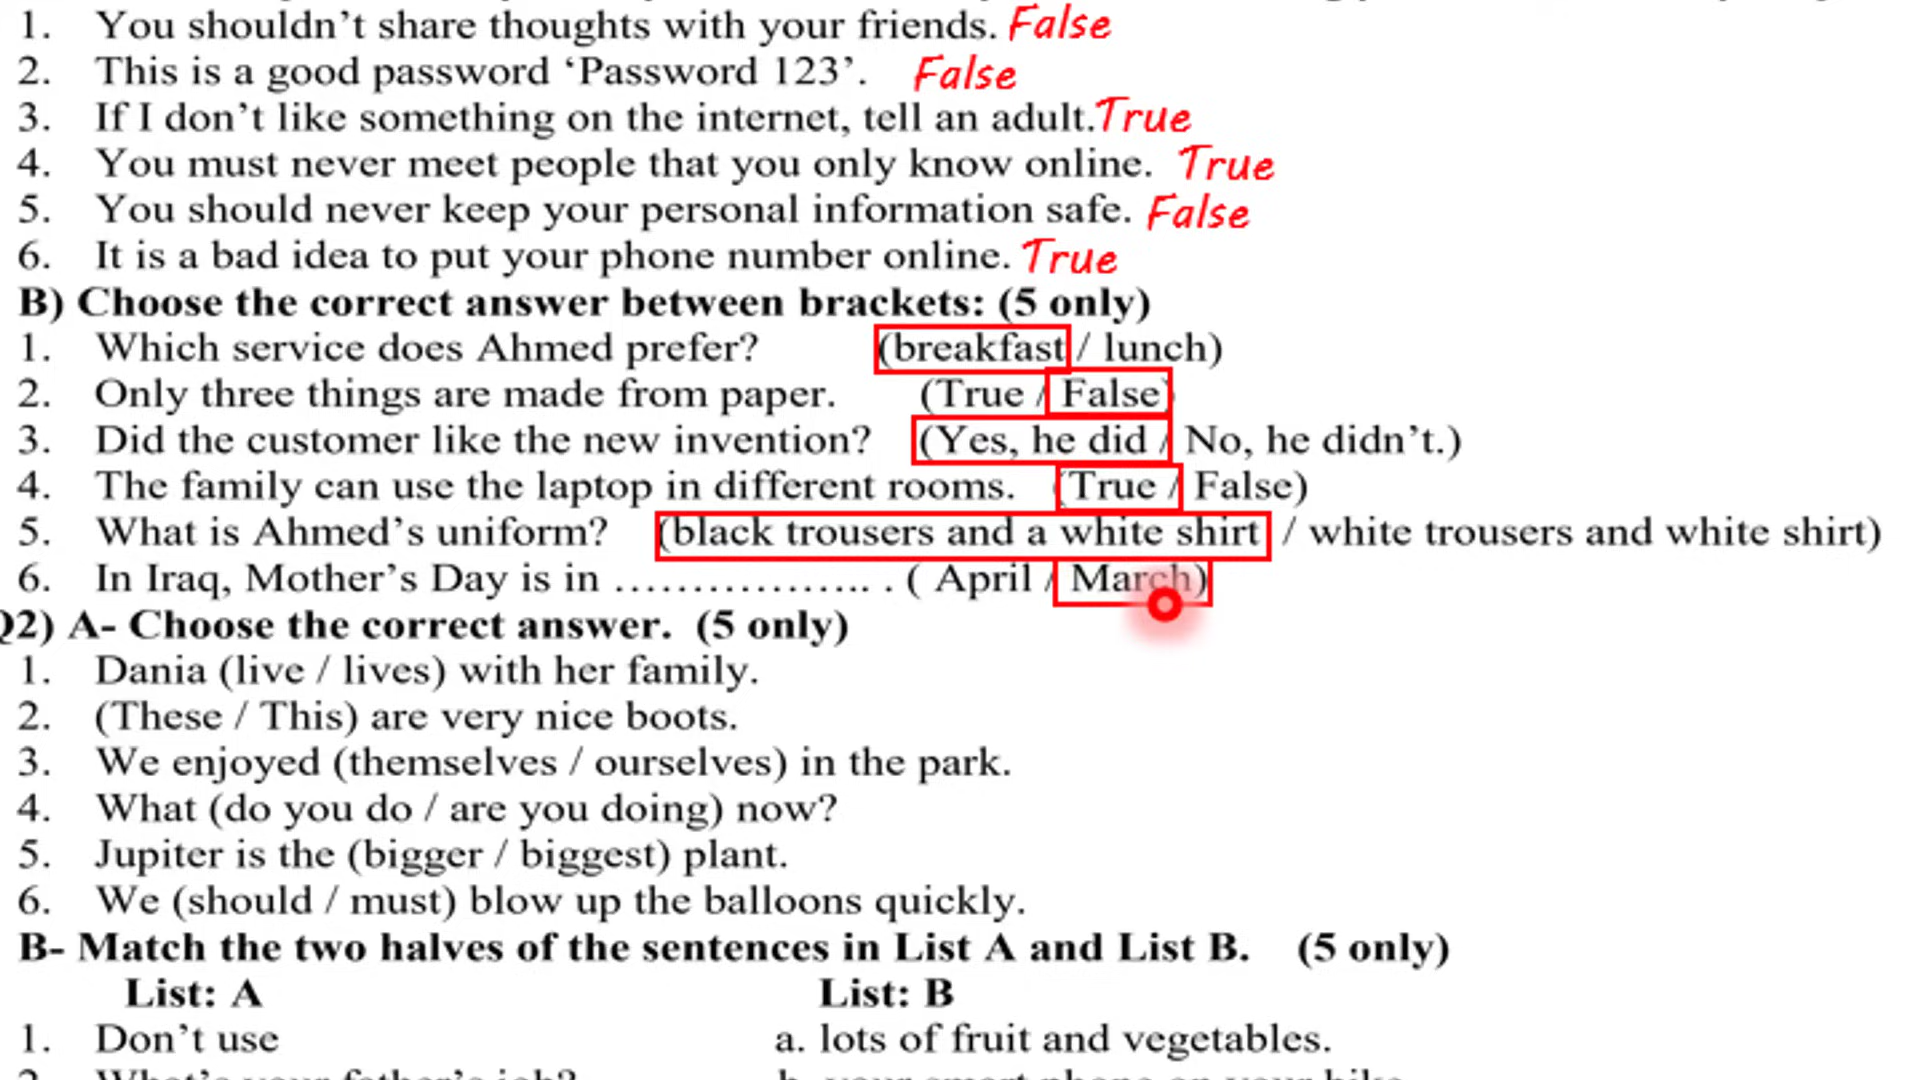 1. You shouldn't share thoughts with your friends. False
2. This is a good password ‘Password 123’. False
3. If I don't like something on the internet, tell an adult. True
4. You must never meet people that you only know online. True
5. You should never keep your personal information safe. False
6. It is a bad idea to put your phone number online. True
B) Choose the correct answer between brackets: (5 only)
1. Which service does Ahmed prefer? (breakfast / lunch)
2. Only three things are made from paper. (True / False)
3. Did the customer like the new invention? (Yes, he did / No, he didn't.)
4. The family can use the laptop in different rooms. (True / False)
5. What is Ahmed's uniform? (black trousers and a white shirt / white trousers and white shirt)
6. In Iraq, Mother's Day is in ................. . ( April / March)
Q2) A- Choose the correct answer. (5 only)
1. Dania (live / lives) with her family.
2. (These / This) are very nice boots.
3. We enjoyed (themselves / ourselves) in the park.
4. What (do you do / are you doing) now?
5. Jupiter is the (bigger / biggest) plant.
6. We (should / must) blow up the balloons quickly.
B- Match the two halves of the sentences in List A and List B. (5 only)
List: A List: B
1. Don't use a. lots of fruit and vegetables.
2. What's your father's job? b. your smart phone on your bike.